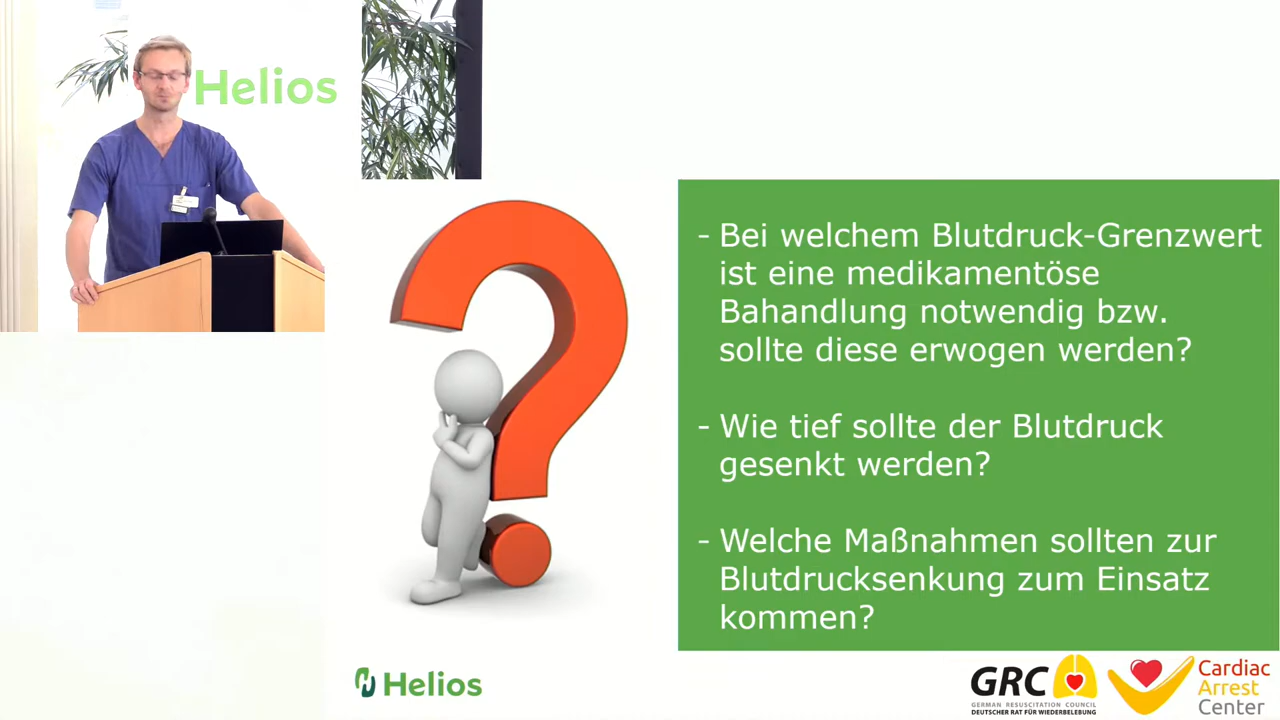 Helios
- Bei welchem Blutdruck-Grenzwert
ist eine medikamentöse
Bahandlung notwendig bzw.
sollte diese erwogen werden?
- Wie tief sollte der Blutdruck
gesenkt werden?
- Welche Maßnahmen sollten zur
Blutdrucksenkung zum Einsatz
kommen?
Helios
GRC
GERMAN RESUSCITATION COUNCIL
DEUTSCHER RAT FÜR WIEDERBELEBUNG
Cardiac
Arrest
Center